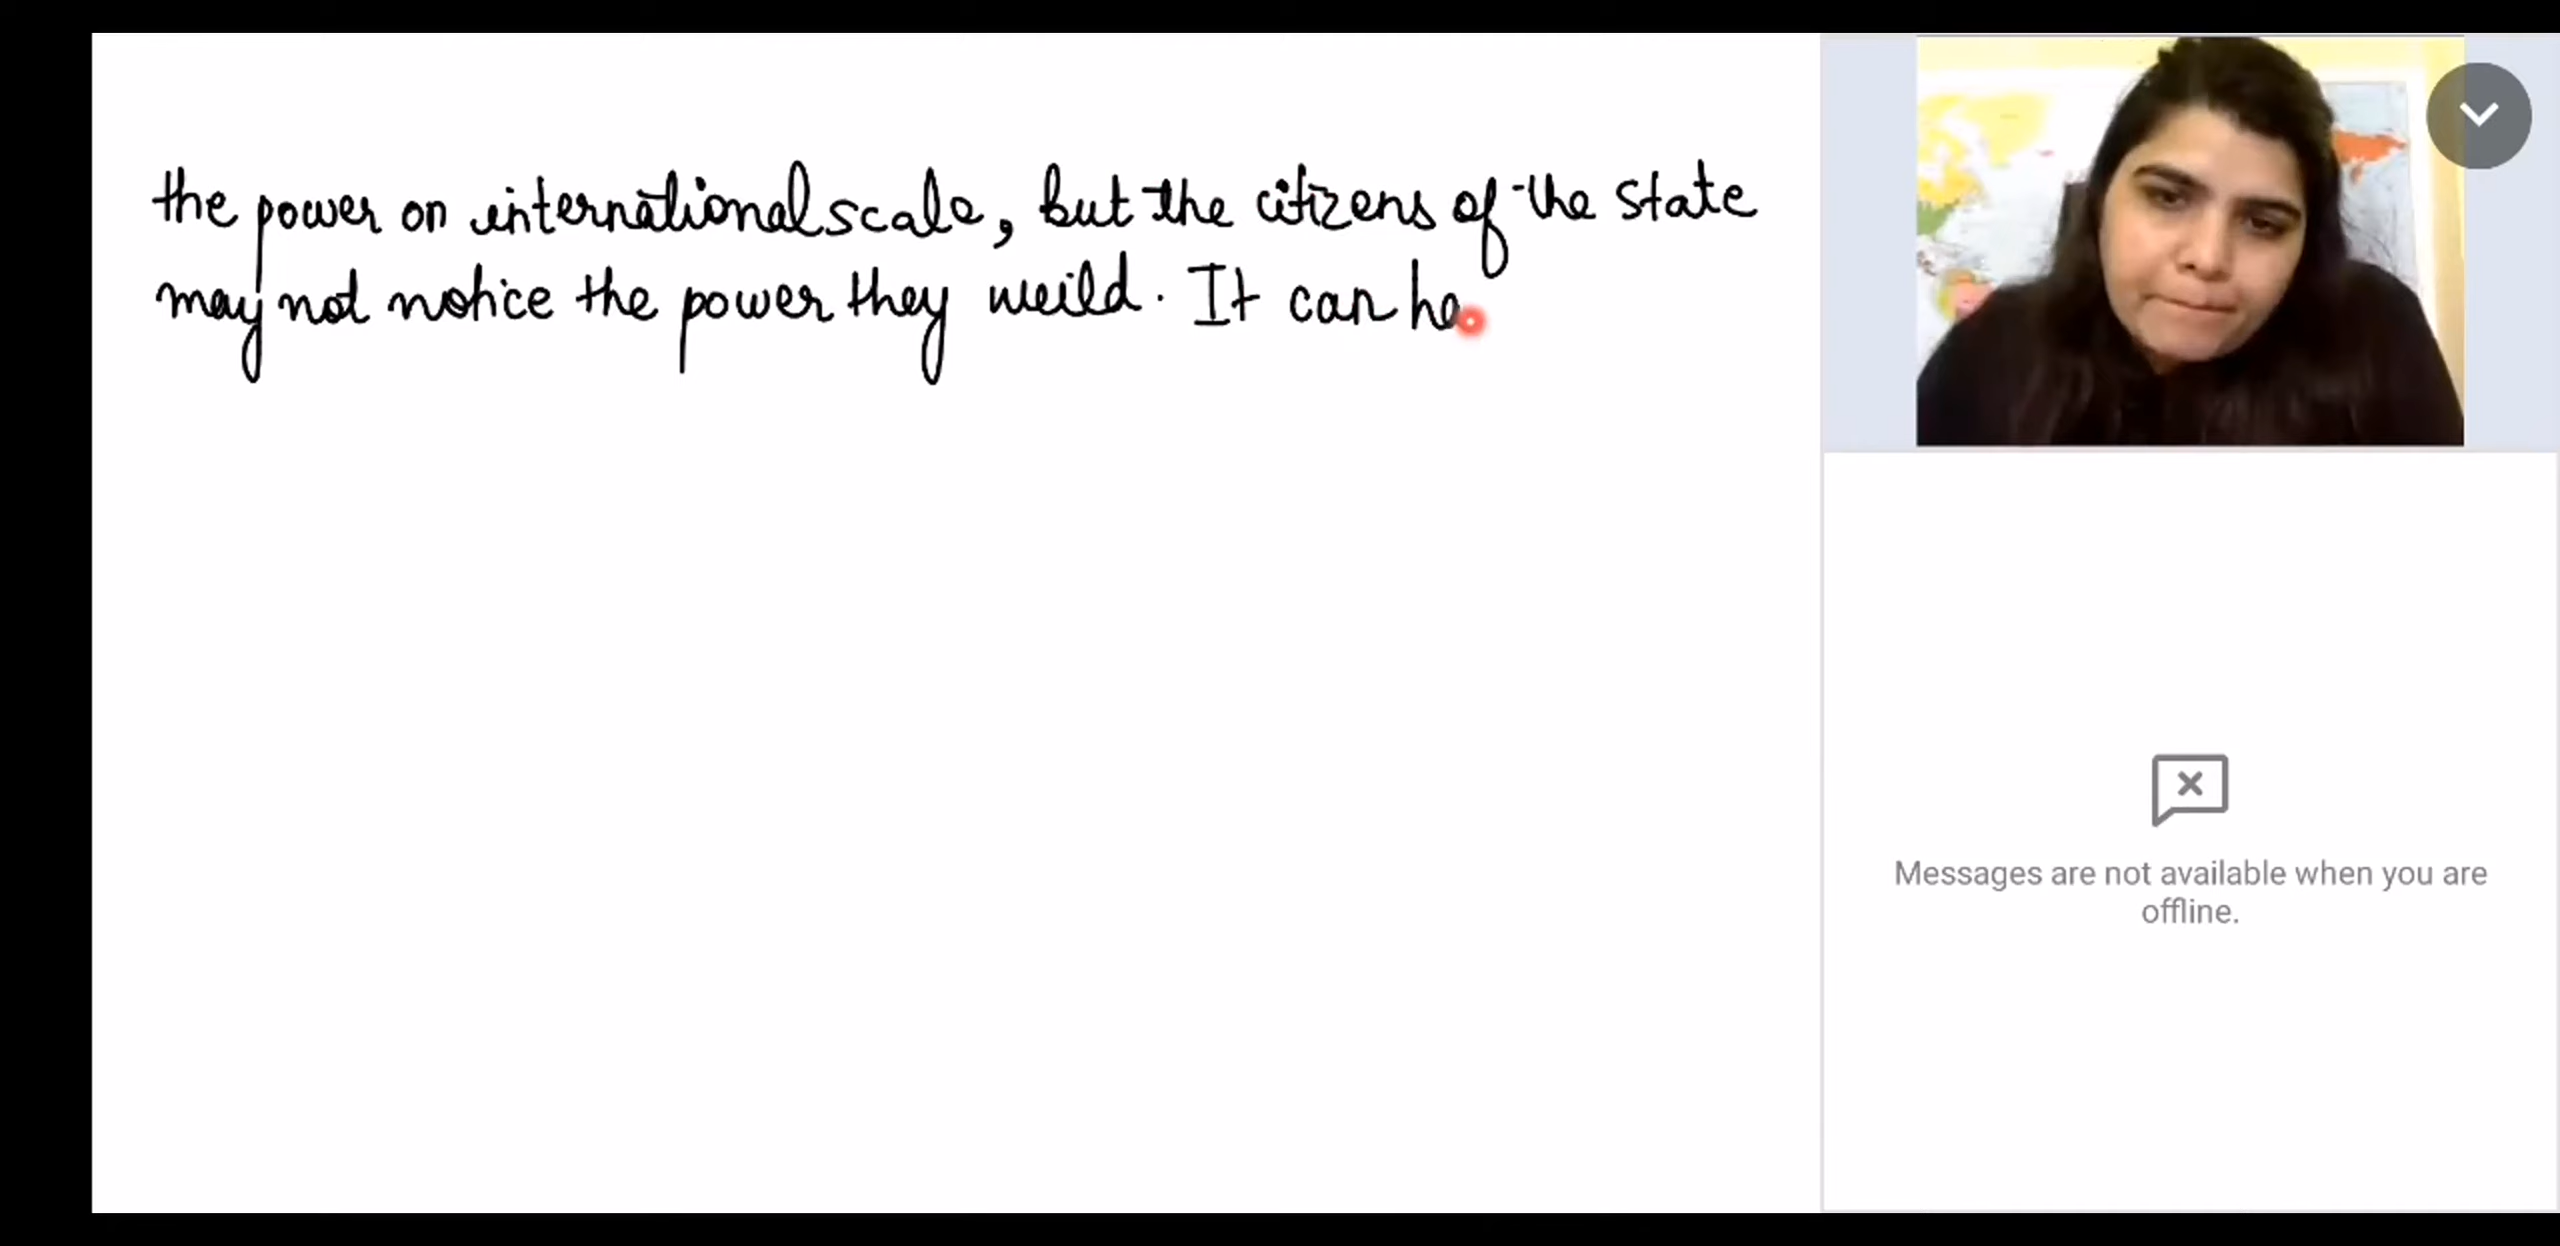 the power on international scale, but the citizens of the state
may not notice the power they weild. It can ha
Messages are not available when you are
offline.